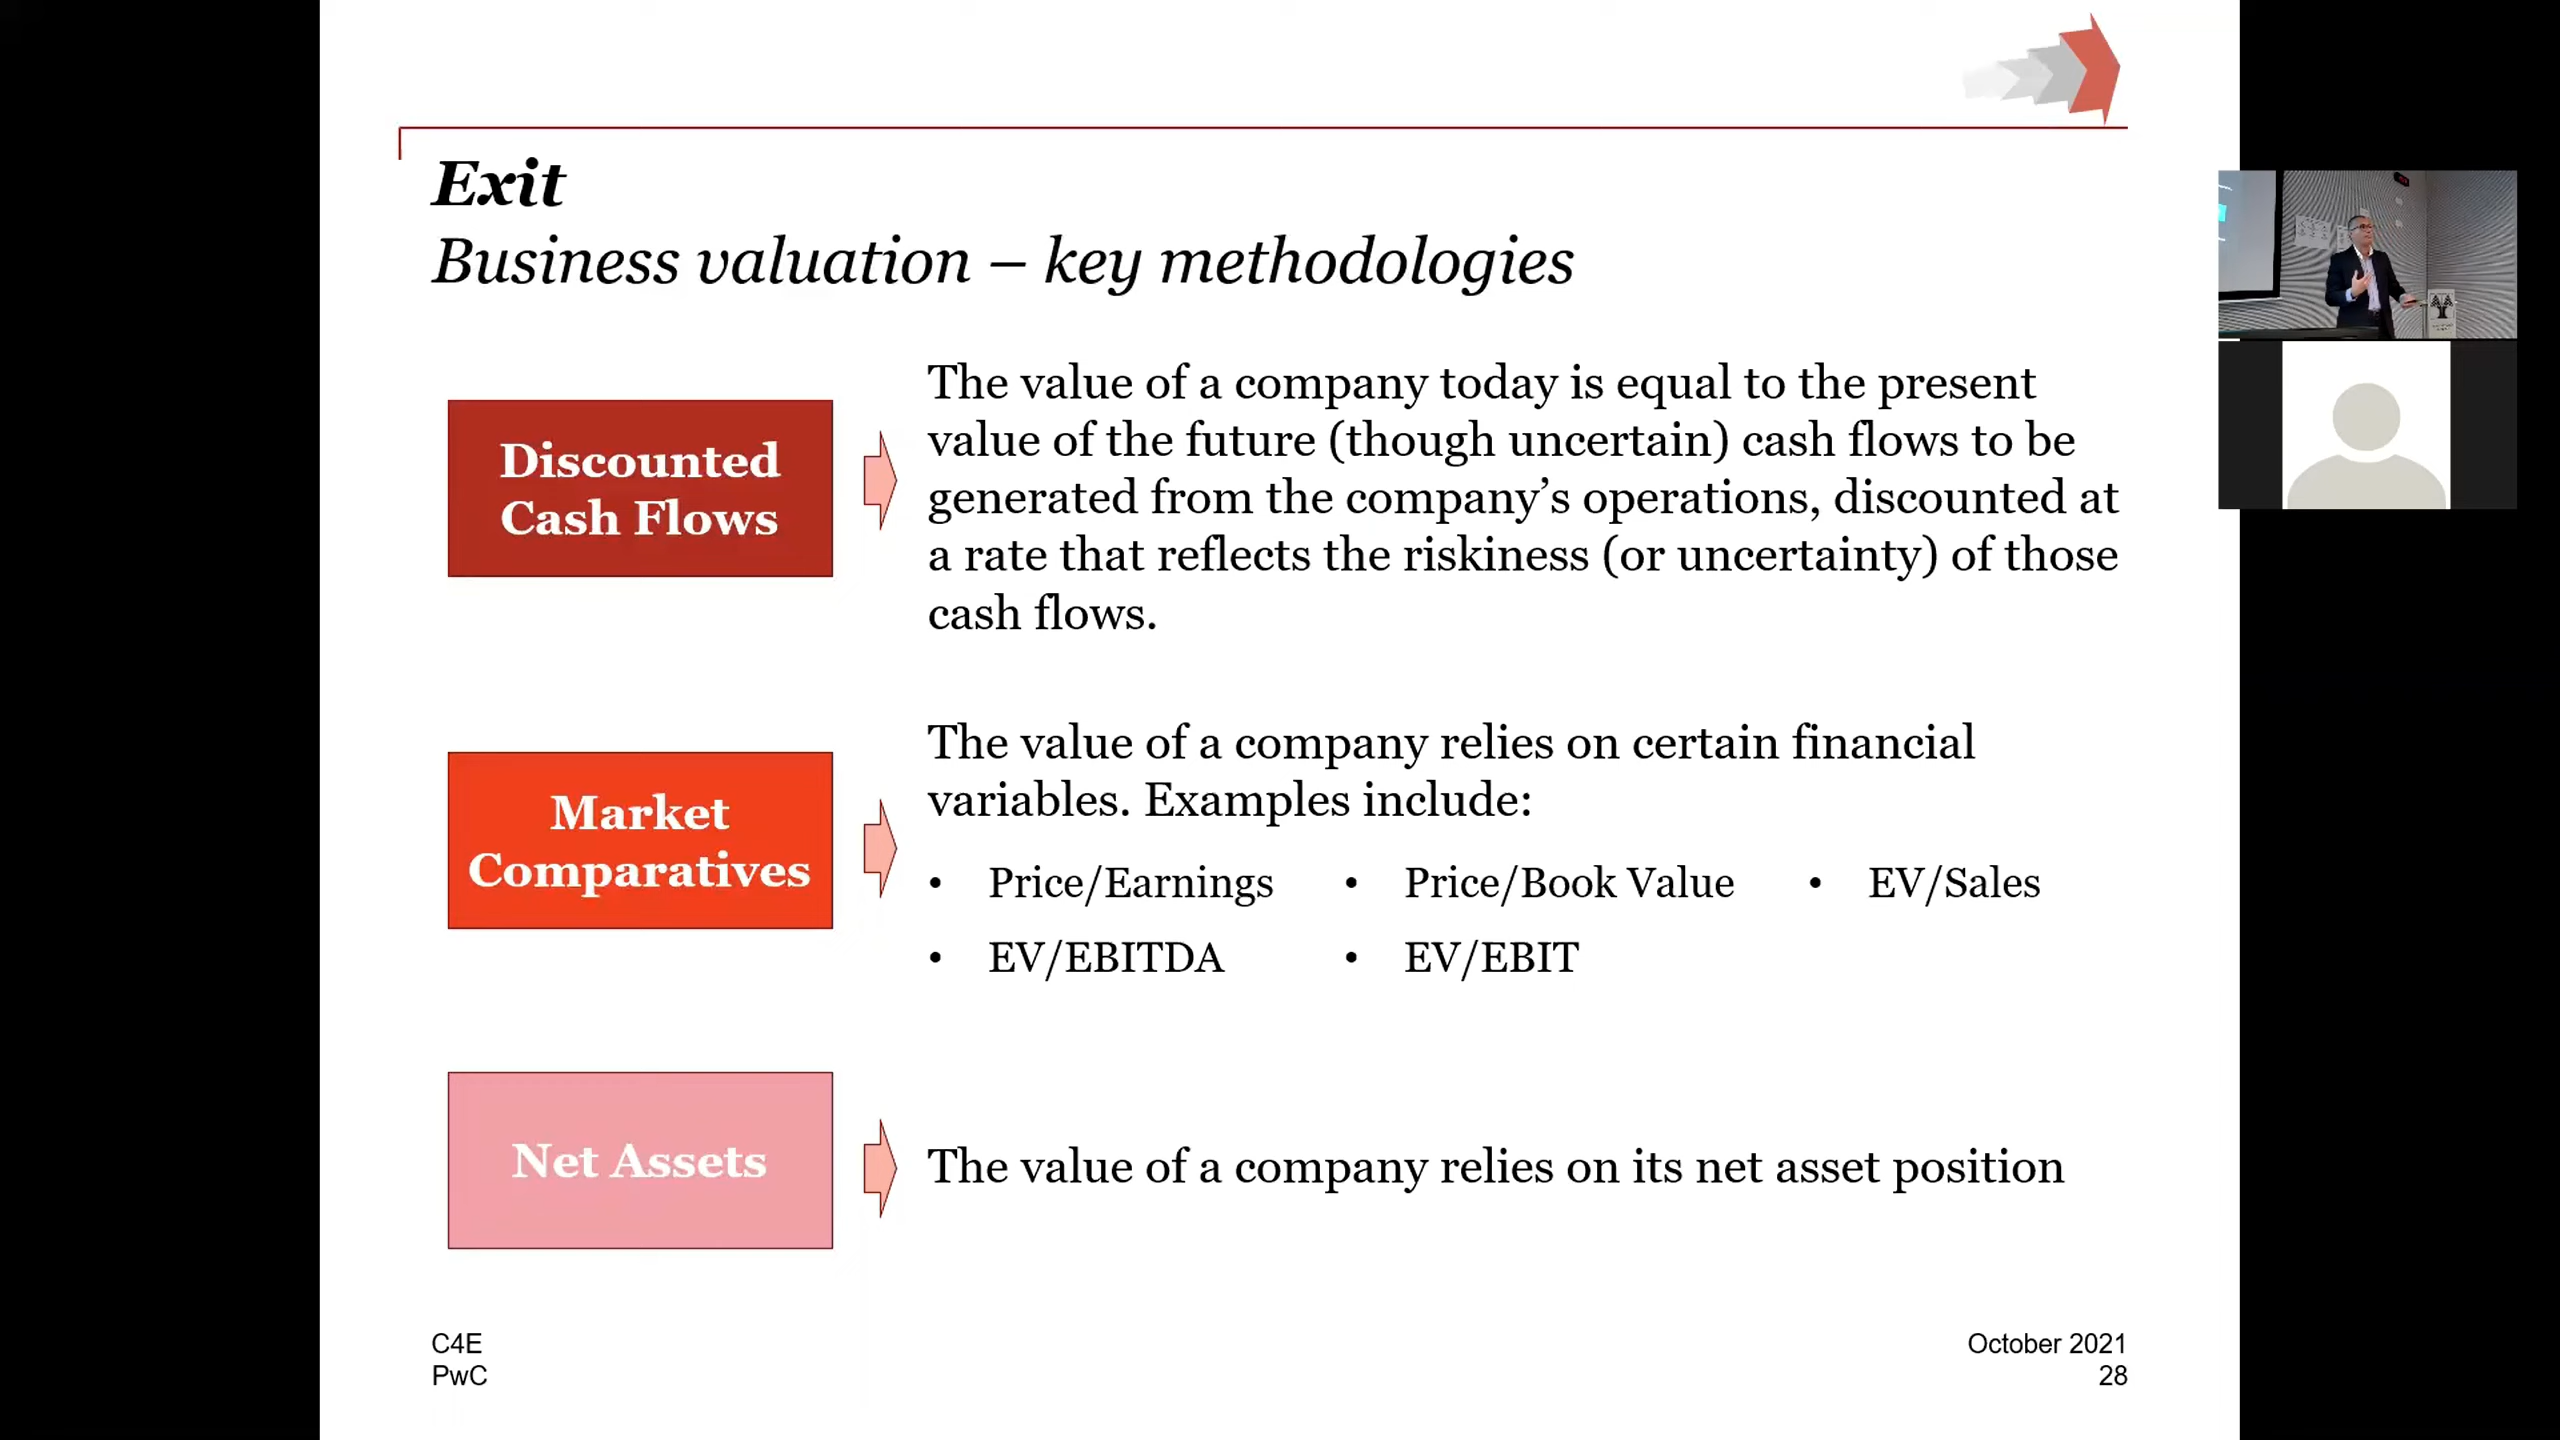 Exit
Business valuation – key methodologies
Discounted
Cash Flows
The value of a company today is equal to the present
value of the future (though uncertain) cash flows to be
generated from the company’s operations, discounted at
a rate that reflects the riskiness (or uncertainty) of those
cash flows.
Market
Comparatives
The value of a company relies on certain financial
variables. Examples include:
• Price/Earnings • Price/Book Value • EV/Sales
• EV/EBITDA • EV/EBIT
Net Assets
The value of a company relies on its net asset position
C4E
PwC
October 2021
28